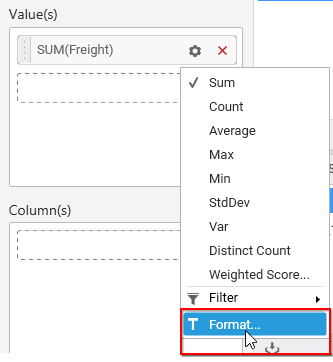 Value(s)
SUM(Freight)
Sum
Count
Average
Max
Min
StdDev
Var
Distinct Count
Weighted Score...
Column(s)
Filter
Format...